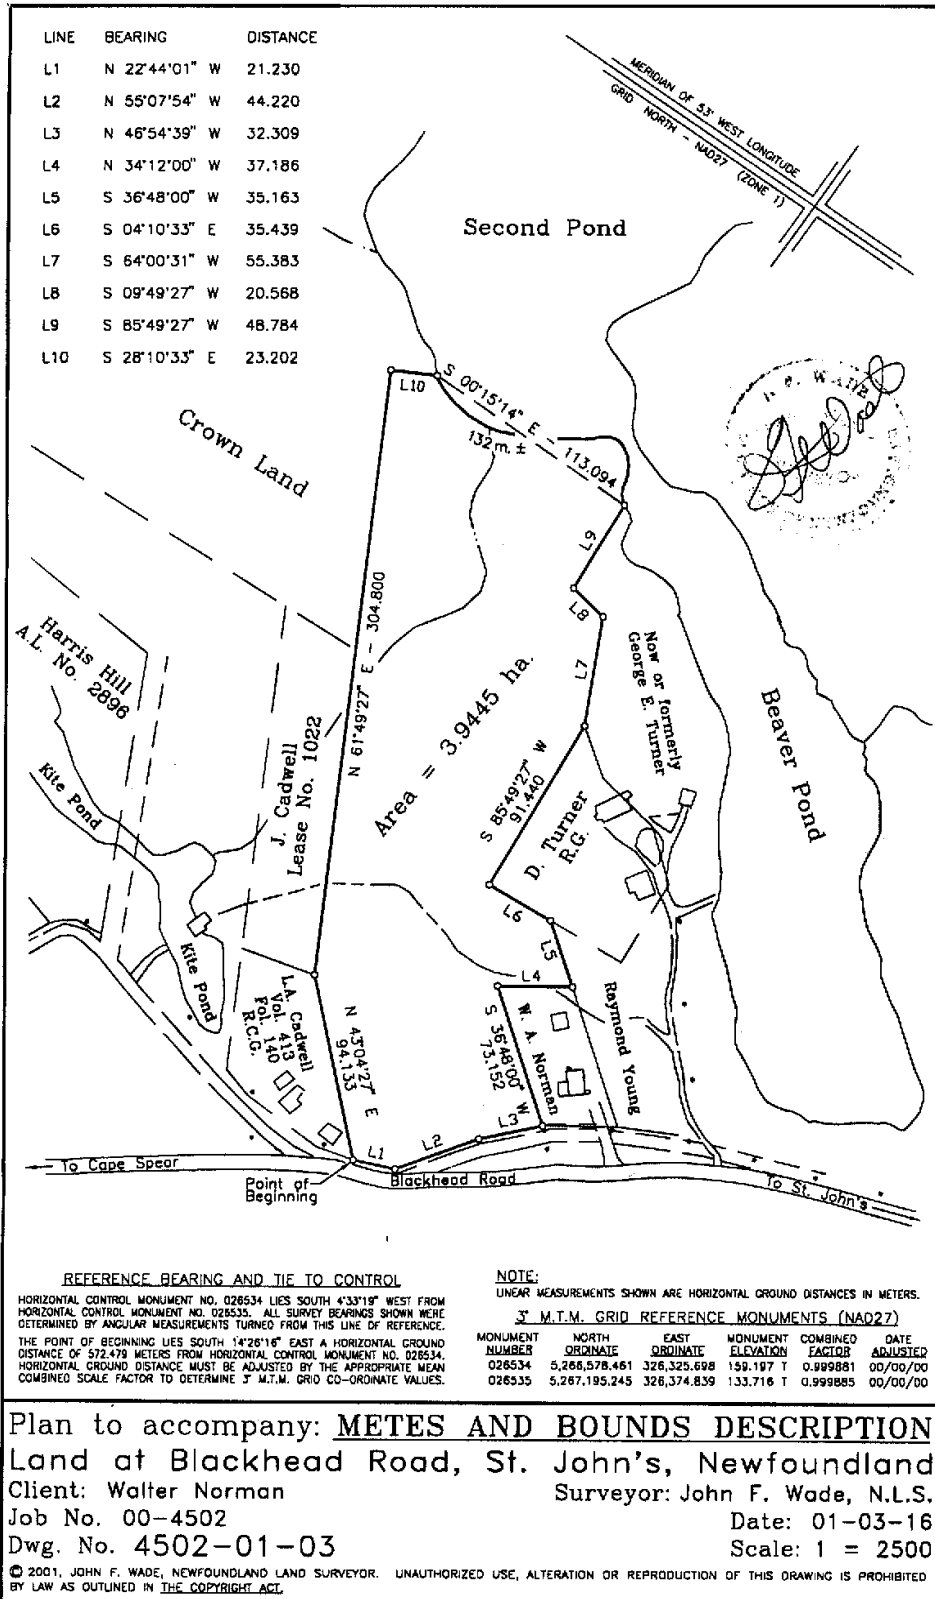 LINE BEARING DISTANCE
L1 N 22°44'01" W 21.230
L2 N 55°07'54" W 44.220
L3 N 46°54'39" W 32.309
L4 N 34°12'00" W 37.186
L5 S 36°48'00" W 35.163
L6 S 04°10'33" E 35.439
L7 S 64°00'31" W 55.383
L8 S 09°49'27" W 20.568
L9 S 85°49'27" W 48.784
L10 S 28°10'33" E 23.202
MERIDIAN OF 53° WEST LONGITUDE
GRID NORTH - NAD27 (ZONE 1)
Second Pond
L10
S 00°15'14" E - 113.094
132m. ±
WADE
Crown Land
L9
L8
L7
N 61°49'27" E - 304.800
Harris Hill
A.L. No. 2896
Now or formerly
George E. Turner
Area = 3.9445 ha.
Beaver Pond
J. Cadwell
Lease No. 1022
Kite Pond
S 85°49'27" W
91.440
D. Turner
R.G.
L6
L5
L4
Kite Pond
L.A. Cadwell
Vol. 413
Fol. 140
R.C.G.
N 43°04'27" E
94.133
S 36°48'00" W
73.152
W. A. Norman
Raymond Young
L3
L2
L1
To Cape Spear
Point of
Beginning
Blackhead Road
To St. John's
REFERENCE BEARING AND TIE TO CONTROL
HORIZONTAL CONTROL MONUMENT NO. 026534 LIES SOUTH 4°33'19" WEST FROM
HORIZONTAL CONTROL MONUMENT NO. 026535. ALL SURVEY BEARINGS SHOWN WERE
DETERMINED BY ANGULAR MEASUREMENTS TURNED FROM THIS LINE OF REFERENCE.
THE POINT OF BEGINNING LIES SOUTH 14°26'16" EAST A HORIZONTAL GROUND
DISTANCE OF 572.479 METERS FROM HORIZONTAL CONTROL MONUMENT NO. 026534.
HORIZONTAL GROUND DISTANCE MUST BE ADJUSTED BY THE APPROPRIATE MEAN
COMBINED SCALE FACTOR TO DETERMINE 3° M.T.M. GRID CO-ORDINATE VALUES.
NOTE:
LINEAR MEASUREMENTS SHOWN ARE HORIZONTAL GROUND DISTANCES IN METERS.
3° M.T.M. GRID REFERENCE MONUMENTS (NAD27)
MONUMENT NORTH EAST MONUMENT COMBINED DATE
NUMBER ORDINATE ORDINATE ELEVATION FACTOR ADJUSTED
026534 5,266,578.461 326,325.698 159.197 T 0.999881 00/00/00
026535 5,267,195.245 326,374.839 133.716 T 0.999885 00/00/00
Plan to accompany: METES AND BOUNDS DESCRIPTION
Land at Blackhead Road, St. John's, Newfoundland
Client: Walter Norman Surveyor: John F. Wade, N.L.S.
Job No. 00-4502 Date: 01-03-16
Dwg. No. 4502-01-03 Scale: 1 = 2500
© 2001, JOHN F. WADE, NEWFOUNDLAND LAND SURVEYOR. UNAUTHORIZED USE, ALTERATION OR REPRODUCTION OF THIS DRAWING IS PROHIBITED
BY LAW AS OUTLINED IN THE COPYRIGHT ACT.